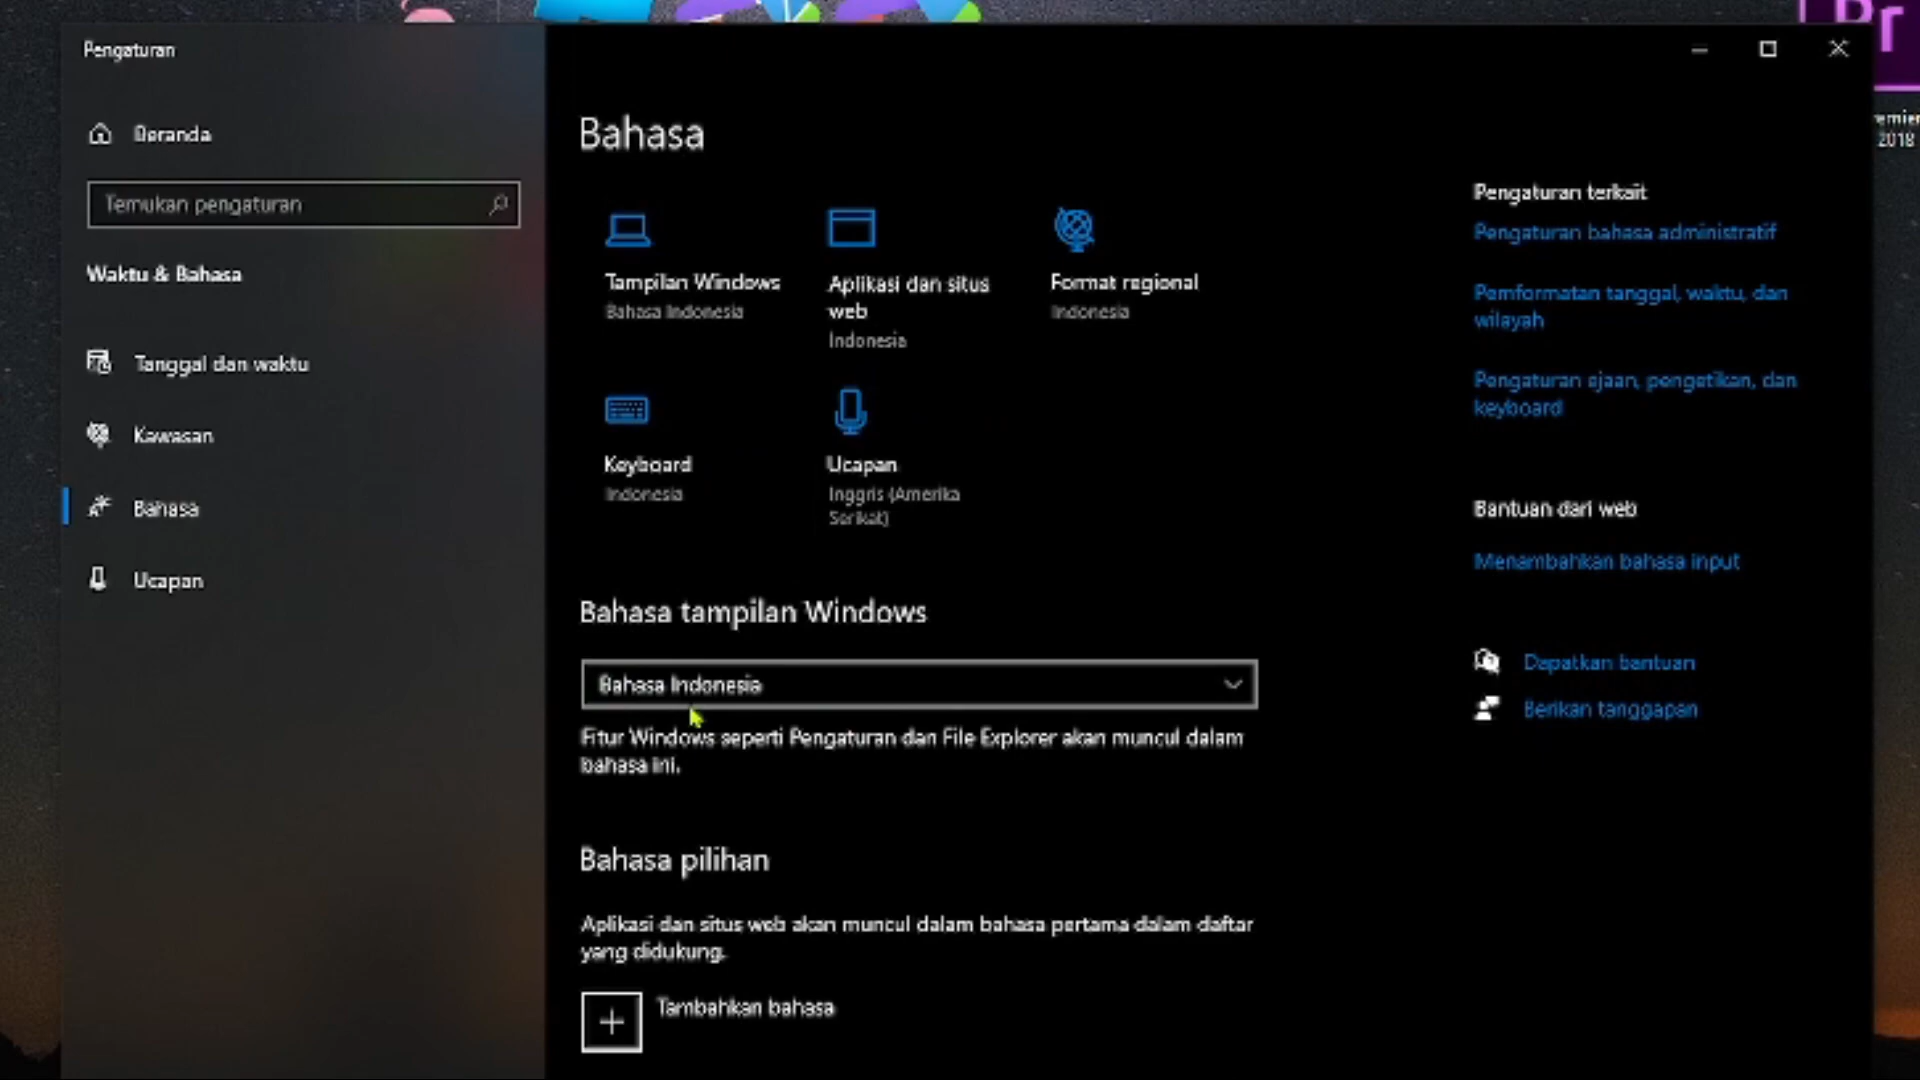 Pengaturan
Beranda
Temukan pengaturan
Waktu & Bahasa
Tanggal dan waktu
Kawasan
Bahasa
Ucapan
Bahasa
Tampilan Windows
Bahasa Indonesia
Aplikasi dan situs
web
Indonesia
Format regional
Indonesia
Keyboard
Indonesia
Ucapan
Inggris (Amerika
Serikat)
Bahasa tampilan Windows
Bahasa Indonesia
Fitur Windows seperti Pengaturan dan File Explorer akan muncul dalam
bahasa ini.
Bahasa pilihan
Aplikasi dan situs web akan muncul dalam bahasa pertama dalam daftar
yang didukung.
Tambahkan bahasa
Pengaturan terkait
Pengaturan bahasa administratif
Pemformatan tanggal, waktu, dan
wilayah
Pengaturan ejaan, pengetikan, dan
keyboard
Bantuan dari web
Menambahkan bahasa input
Dapatkan bantuan
Berikan tanggapan
Pr
2018